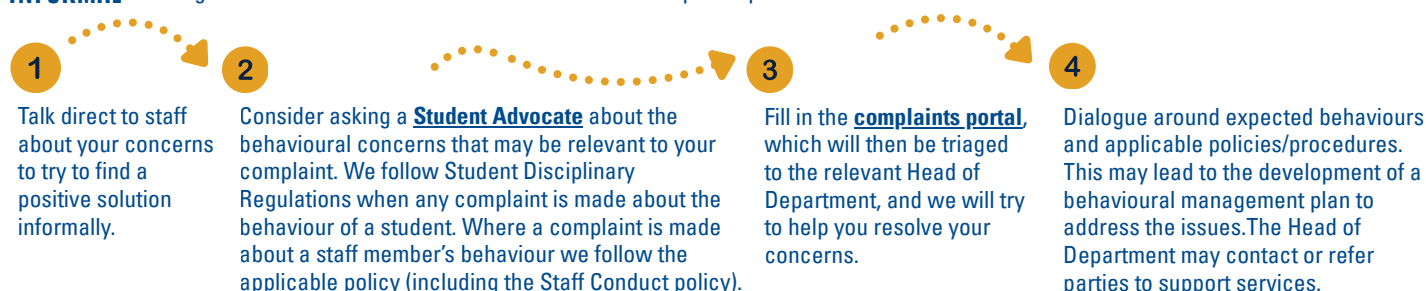 1
2
3
4
Talk direct to staff
about your concerns
to try to find a
positive solution
informally.
Consider asking a Student Advocate about the
behavioural concerns that may be relevant to your
complaint. We follow Student Disciplinary
Regulations when any complaint is made about the
behaviour of a student. Where a complaint is made
about a staff member's behaviour we follow the
applicable policy (including the Staff Conduct policy).
Fill in the complaints portal,
which will then be triaged
to the relevant Head of
Department, and we will try
to help you resolve your
concerns.
Dialogue around expected behaviours
and applicable policies/procedures.
This may lead to the development of a
behavioural management plan to
address the issues.The Head of
Department may contact or refer
parties to support services.